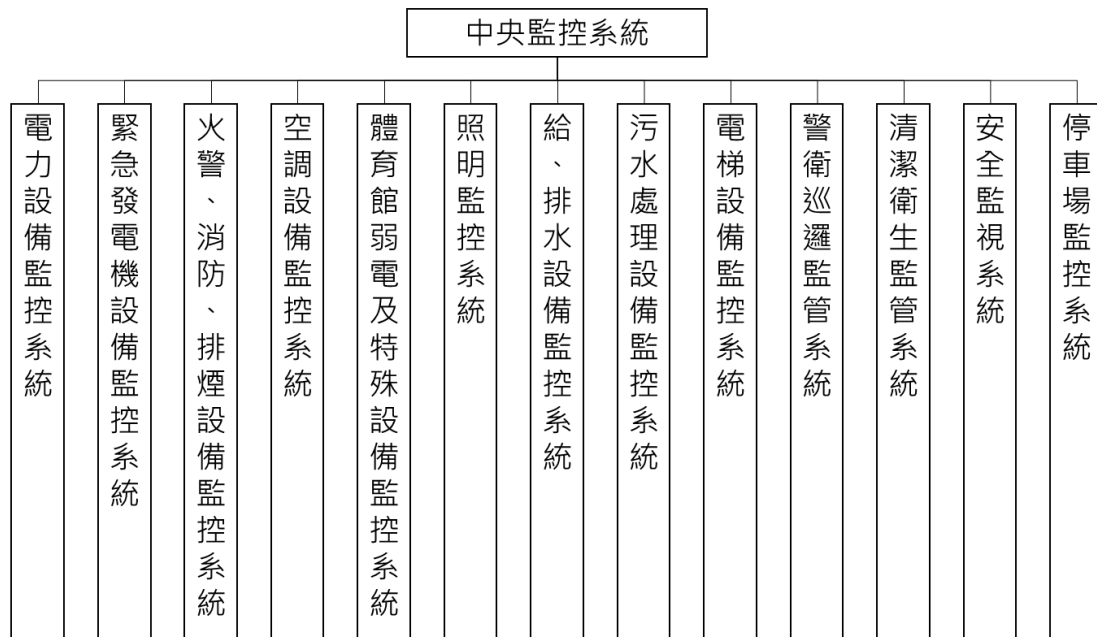 中央監控系統
電力設備監控系統
緊急發電機設備監控系統
火警、消防、排煙設備監控系統
空調設備監控系統
體育館弱電及特殊設備監控系統
照明監控系統
給、排水設備監控系統
污水處理設備監控系統
電梯設備監控系統
警衛巡邏監管系統
清潔衛生監管系統
安全監視系統
停車場監控系統